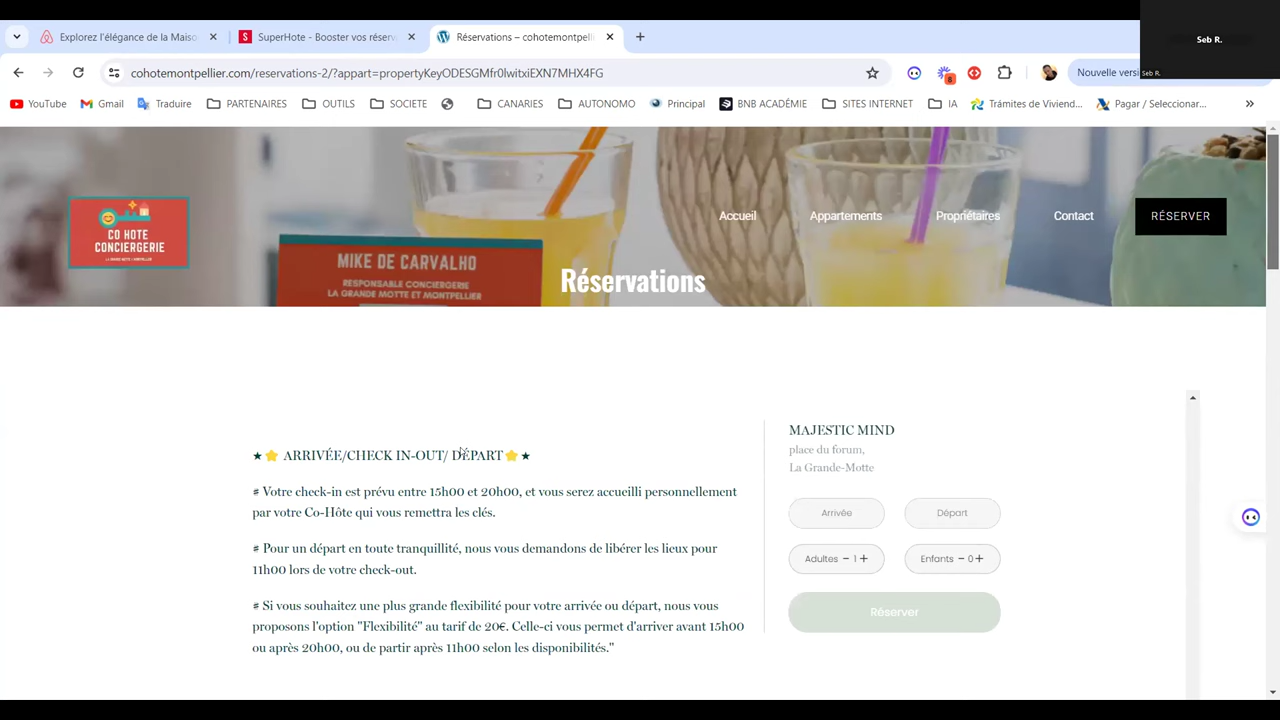 Seb R.
Explorez l'élégance de la Maiso
SuperHote - Booster vos réserv
Réservations – cohotemontpell
cohotemontpellier.com/reservations-2/?appart=propertyKeyODESGMfr0lwitxiEXN7MHX4FG
8
Nouvelle versi
Seb R.
YouTube
Gmail
Traduire
PARTENAIRES
OUTILS
SOCIETE
CANARIES
AUTONOMO
Principal
BNB ACADÉMIE
SITES INTERNET
IA
Trámites de Viviend...
Pagar / Seleccionar...
CO HOTE
CONCIERGERIE
LA GRANDE MOTTE / MONTPELLIER
Accueil
Appartements
Propriétaires
Contact
RÉSERVER
MIKE DE CARVALHO
RESPONSABLE CONCIERGERIE
LA GRANDE MOTTE ET MONTPELLIER
Réservations
★⭐ ARRIVÉE/CHECK IN-OUT/ DÉPART⭐★
# Votre check-in est prévu entre 15h00 et 20h00, et vous serez accueilli personnellement
par votre Co-Hôte qui vous remettra les clés.
# Pour un départ en toute tranquillité, nous vous demandons de libérer les lieux pour
11h00 lors de votre check-out.
# Si vous souhaitez une plus grande flexibilité pour votre arrivée ou départ, nous vous
proposons l'option "Flexibilité" au tarif de 20€. Celle-ci vous permet d'arriver avant 15h00
ou après 20h00, ou de partir après 11h00 selon les disponibilités."
MAJESTIC MIND
place du forum,
La Grande-Motte
Arrivée
Départ
Adultes − 1 +
Enfants − 0 +
Réserver